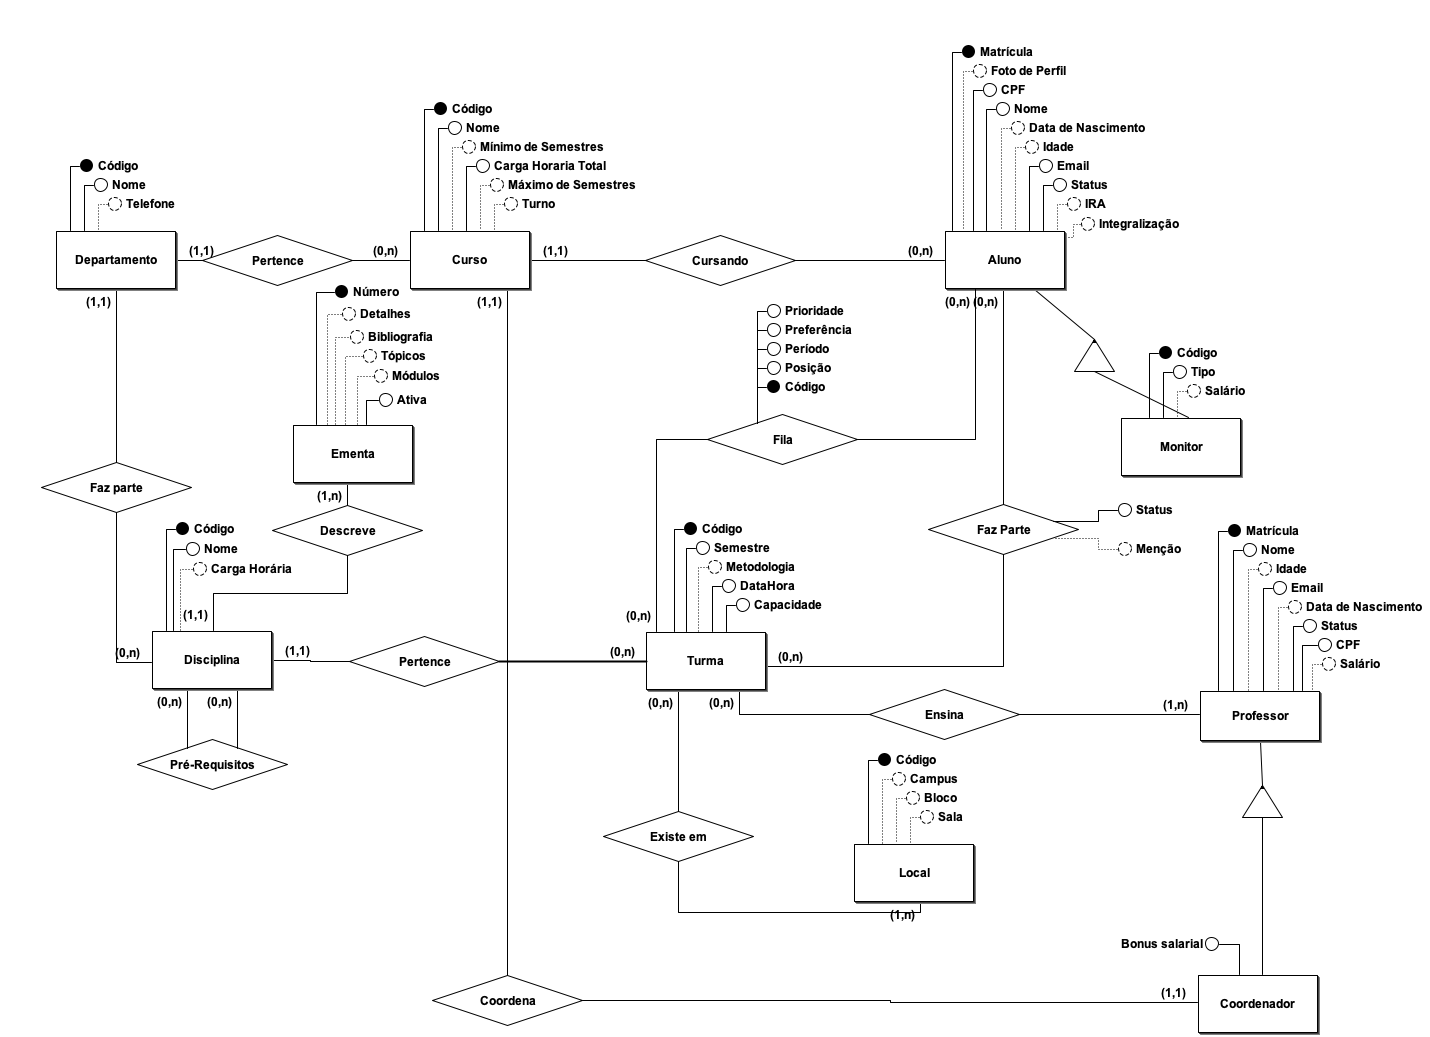 Matrícula
Foto de Perfil
CPF
Nome
Data de Nascimento
Idade
Email
Status
IRA
Integralização
Código
Nome
Mínimo de Semestres
Carga Horaria Total
Máximo de Semestres
Turno
Código
Nome
Telefone
Departamento
(1,1)
Pertence
(0,n)
Curso
(1,1)
Cursando
(0,n)
Aluno
(1,1)
(1,1)
(0,n)
(0,n)
Número
Detalhes
Bibliografia
Tópicos
Módulos
Ativa
Ementa
(1,n)
Prioridade
Preferência
Período
Posição
Código
Fila
Código
Tipo
Salário
Monitor
Faz parte
Descreve
Faz Parte
Status
Menção
Código
Nome
Carga Horária
(1,1)
(0,n)
Disciplina
(1,1)
Pertence
(0,n)
Código
Semestre
Metodologia
DataHora
Capacidade
(0,n)
Turma
(0,n)
Matrícula
Nome
Idade
Email
Data de Nascimento
Status
CPF
Salário
Professor
(0,n)
(0,n)
Pré-Requisitos
(0,n)
(0,n)
Ensina
(1,n)
Código
Campus
Bloco
Sala
Existe em
Local
(1,n)
Bonus salarial
Coordena
(1,1)
Coordenador